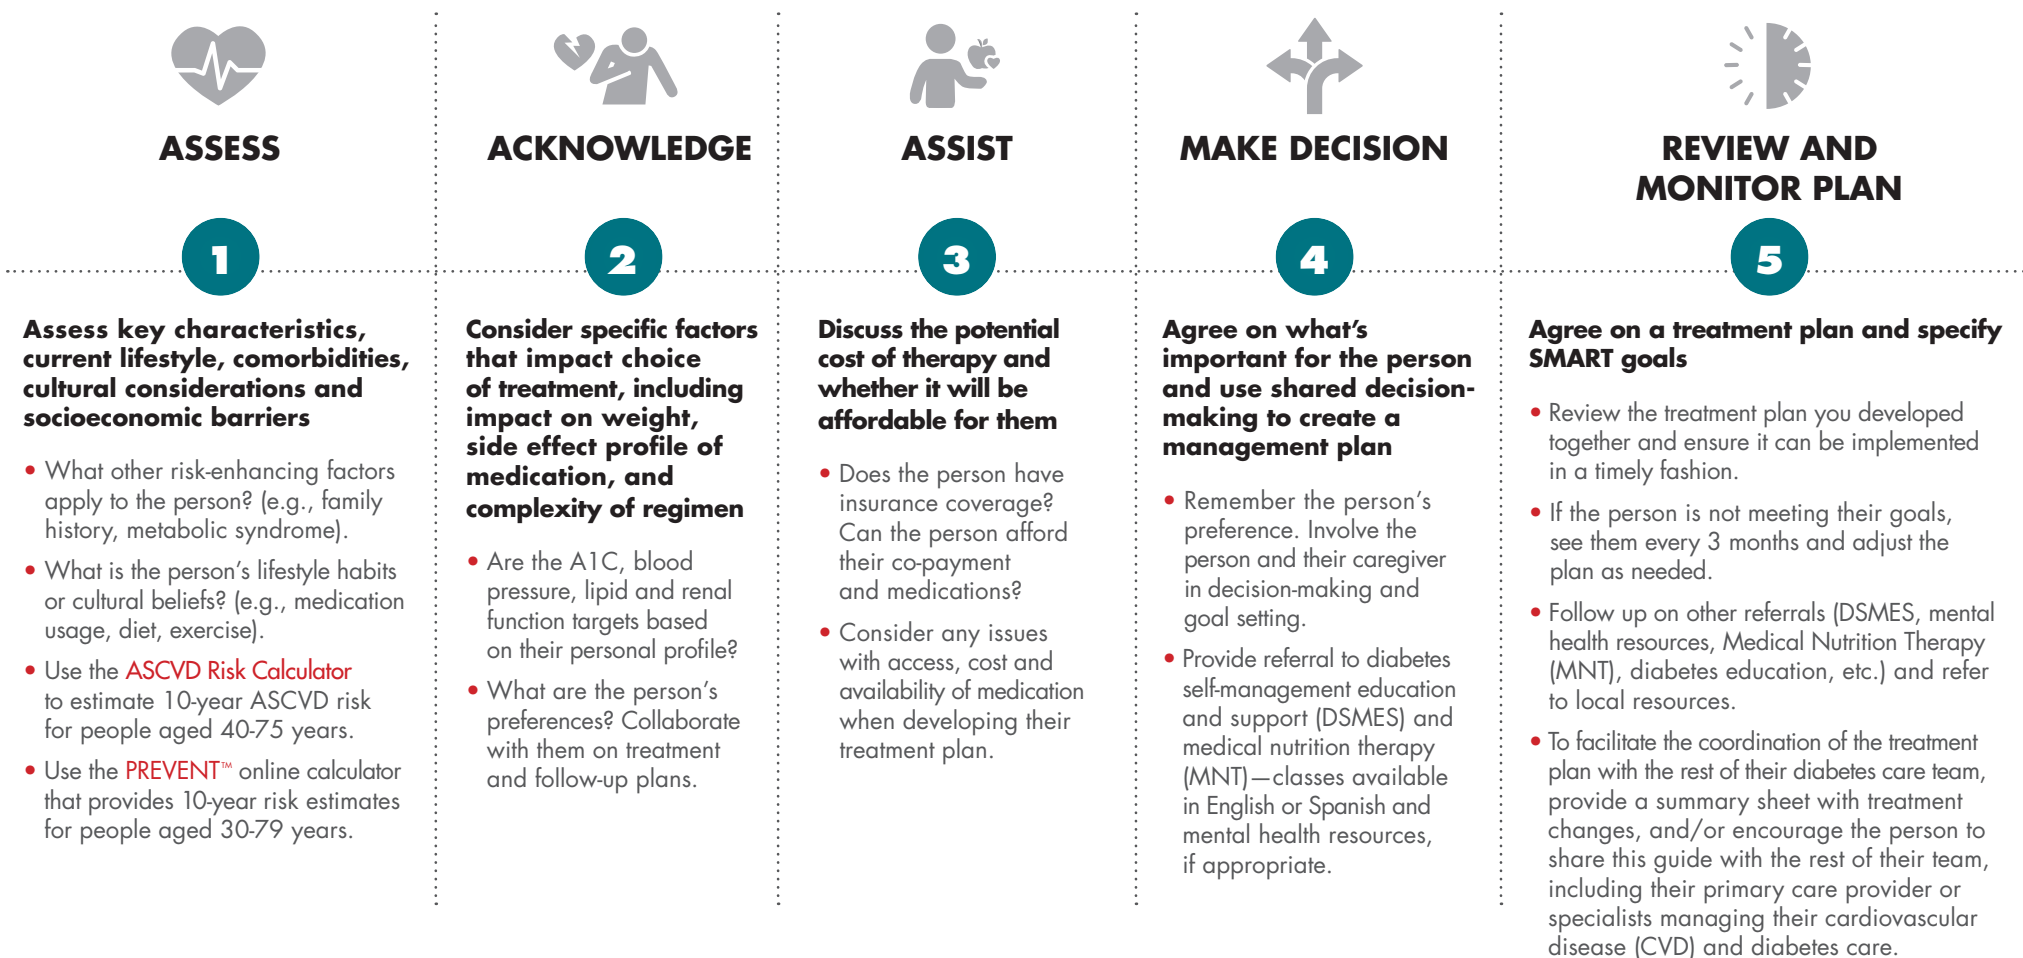 ASSESS
1
Assess key characteristics,
current lifestyle, comorbidities,
cultural considerations and
socioeconomic barriers
• What other risk-enhancing factors
apply to the person? (e.g., family
history, metabolic syndrome).
• What is the person's lifestyle habits
or cultural beliefs? (e.g., medication
usage, diet, exercise).
• Use the ASCVD Risk Calculator
to estimate 10-year ASCVD risk
for people aged 40-75 years.
• Use the PREVENT™ online calculator
that provides 10-year risk estimates
for people aged 30-79 years.
ACKNOWLEDGE
2
Consider specific factors
that impact choice
of treatment, including
impact on weight,
side effect profile of
medication, and
complexity of regimen
• Are the A1C, blood
pressure, lipid and renal
function targets based
on their personal profile?
• What are the person's
preferences? Collaborate
with them on treatment
and follow-up plans.
ASSIST
3
Discuss the potential
cost of therapy and
whether it will be
affordable for them
• Does the person have
insurance coverage?
Can the person afford
their co-payment
and medications?
• Consider any issues
with access, cost and
availability of medication
when developing their
treatment plan.
MAKE DECISION
4
Agree on what's
important for the person
and use shared decision-
making to create a
management plan
• Remember the person's
preference. Involve the
person and their caregiver
in decision-making and
goal setting.
• Provide referral to diabetes
self-management education
and support (DSMES) and
medical nutrition therapy
(MNT)—classes available
in English or Spanish and
mental health resources,
if appropriate.
REVIEW AND
MONITOR PLAN
5
Agree on a treatment plan and specify
SMART goals
• Review the treatment plan you developed
together and ensure it can be implemented
in a timely fashion.
• If the person is not meeting their goals,
see them every 3 months and adjust the
plan as needed.
• Follow up on other referrals (DSMES, mental
health resources, Medical Nutrition Therapy
(MNT), diabetes education, etc.) and refer
to local resources.
• To facilitate the coordination of the treatment
plan with the rest of their diabetes care team,
provide a summary sheet with treatment
changes, and/or encourage the person to
share this guide with the rest of their team,
including their primary care provider or
specialists managing their cardiovascular
disease (CVD) and diabetes care.